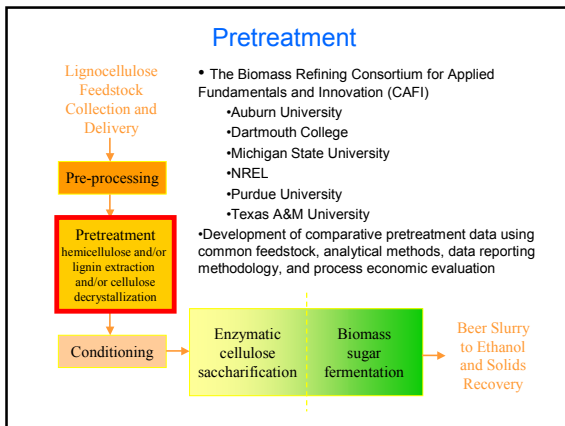 Pretreatment
Lignocellulose
Feedstock
Collection and
Delivery
• The Biomass Refining Consortium for Applied
Fundamentals and Innovation (CAFI)
•Auburn University
•Dartmouth College
•Michigan State University
•NREL
•Purdue University
•Texas A&M University
•Development of comparative pretreatment data using
common feedstock, analytical methods, data reporting
methodology, and process economic evaluation
Pre-processing
Pretreatment
hemicellulose and/or
lignin extraction
and/or cellulose
decrystallization
Conditioning
Enzymatic
cellulose
saccharification
Biomass
sugar
fermentation
Beer Slurry
to Ethanol
and Solids
Recovery